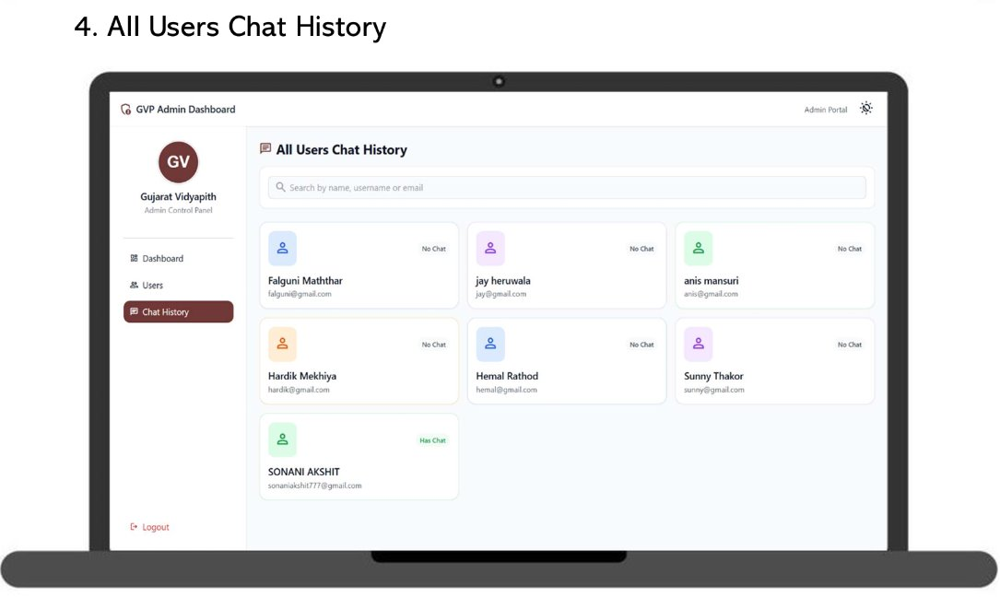 4. All Users Chat History
GVP Admin Dashboard
Admin Portal
GV
Gujarat Vidyapith
Admin Control Panel
Dashboard
Users
Chat History
Logout
All Users Chat History
Search by name, username or email
No Chat
Falguni Maththar
falguni@gmail.com
No Chat
jay heruwala
jay@gmail.com
No Chat
anis mansuri
anis@gmail.com
No Chat
Hardik Mekhiya
hardik@gmail.com
No Chat
Hemal Rathod
hemal@gmail.com
No Chat
Sunny Thakor
sunny@gmail.com
Has Chat
SONANI AKSHIT
sonaniakshit777@gmail.com